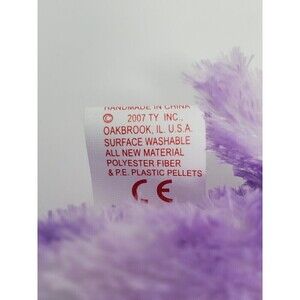 HANDMADE IN CHINA
© 2007 TY INC.,
OAKBROOK, IL. U.S.A.
SURFACE WASHABLE
ALL NEW MATERIAL
POLYESTER FIBER
& P.E. PLASTIC PELLETS
CE